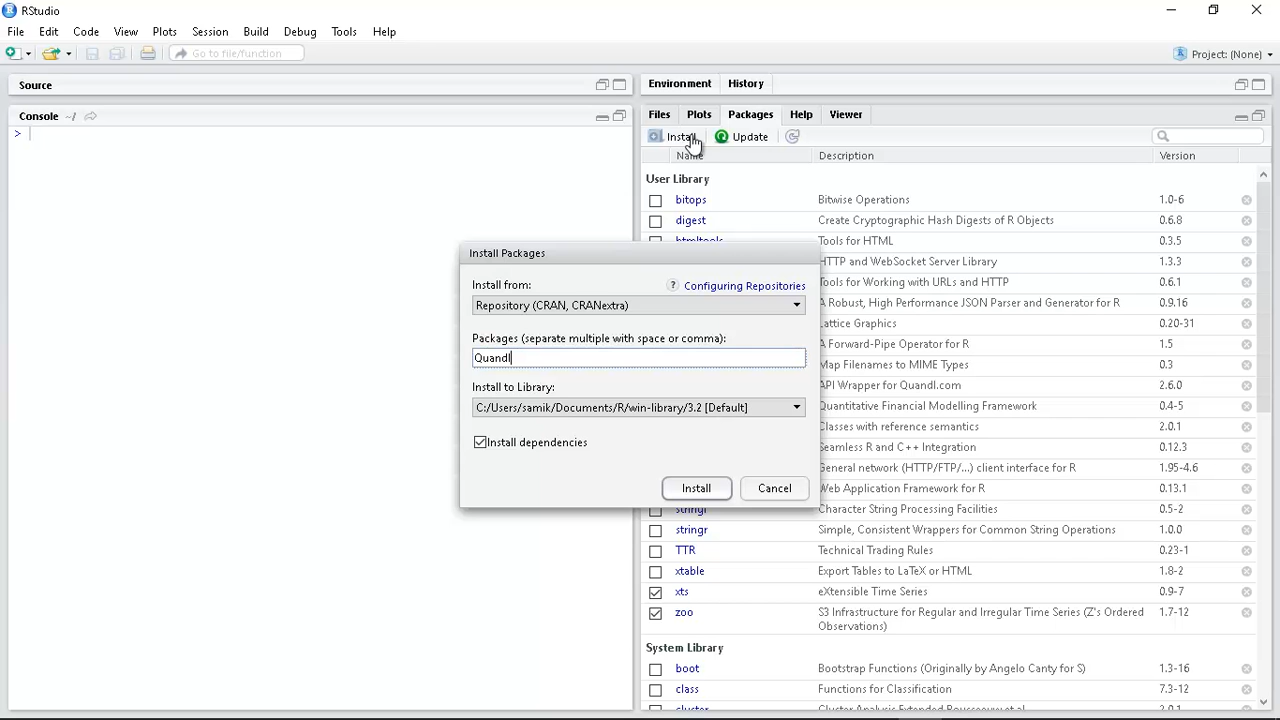 RStudio
File Edit Code View Plots Session Build Debug Tools Help
Go to file/function Project: (None)
Source
Console ~/
>
Environment History
Files Plots Packages Help Viewer
Install Update
Name Description Version
User Library
bitops Bitwise Operations 1.0-6
digest Create Cryptographic Hash Digests of R Objects 0.6.8
htmltools Tools for HTML 0.3.5
HTTP and WebSocket Server Library 1.3.3
Tools for Working with URLs and HTTP 0.6.1
A Robust, High Performance JSON Parser and Generator for R 0.9.16
Lattice Graphics 0.20-31
A Forward-Pipe Operator for R 1.5
Map Filenames to MIME Types 0.3
API Wrapper for Quandl.com 2.6.0
Quantitative Financial Modelling Framework 0.4-5
Classes with reference semantics 2.0.1
Seamless R and C++ Integration 0.12.3
General network (HTTP/FTP/...) client interface for R 1.95-4.6
Web Application Framework for R 0.13.1
stringi Character String Processing Facilities 0.5-2
stringr Simple, Consistent Wrappers for Common String Operations 1.0.0
TTR Technical Trading Rules 0.23-1
xtable Export Tables to LaTeX or HTML 1.8-2
xts eXtensible Time Series 0.9-7
zoo S3 Infrastructure for Regular and Irregular Time Series (Z's Ordered 1.7-12
Observations)
System Library
boot Bootstrap Functions (Originally by Angelo Canty for S) 1.3-16
class Functions for Classification 7.3-12
cluster Cluster Analysis Extended Rousseeuw et al. 2.0.1
Install Packages
Install from: ? Configuring Repositories
Repository (CRAN, CRANextra)
Packages (separate multiple with space or comma):
Quandl
Install to Library:
C:/Users/samik/Documents/R/win-library/3.2 [Default]
Install dependencies
Install Cancel